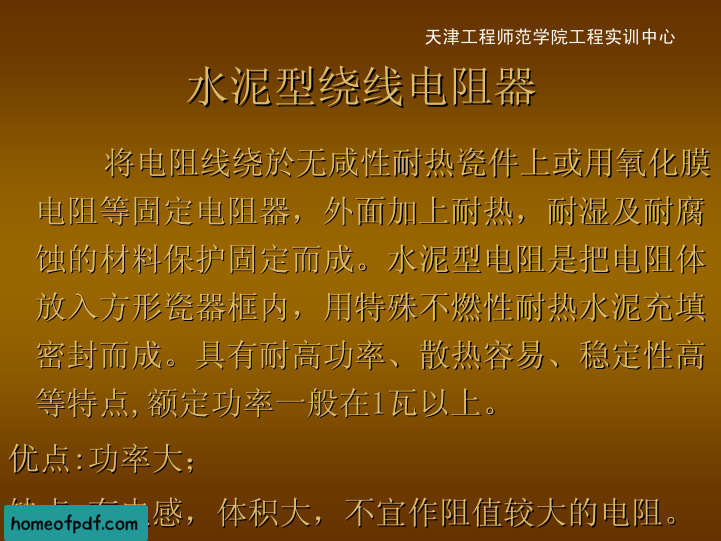 天津工程师范学院工程实训中心
水泥型绕线电阻器
将电阻线绕於无咸性耐热瓷件上或用氧化膜
电阻等固定电阻器，外面加上耐热，耐湿及耐腐
蚀的材料保护固定而成。水泥型电阻是把电阻体
放入方形瓷器框内，用特殊不燃性耐热水泥充填
密封而成。具有耐高功率、散热容易、稳定性高
等特点,额定功率一般在1瓦以上。
优点:功率大;
感，体积大，不宜作阻值较大的电阻。
homeofpdf.com